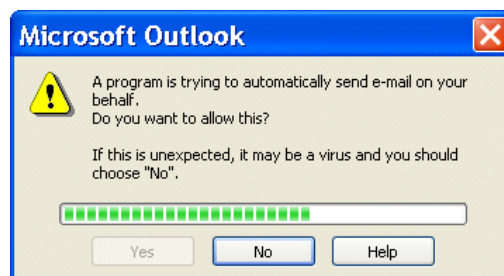 Microsoft Outlook
A program is trying to automatically send e-mail on your
behalf.
Do you want to allow this?
If this is unexpected, it may be a virus and you should
choose "No".
Yes
No
Help